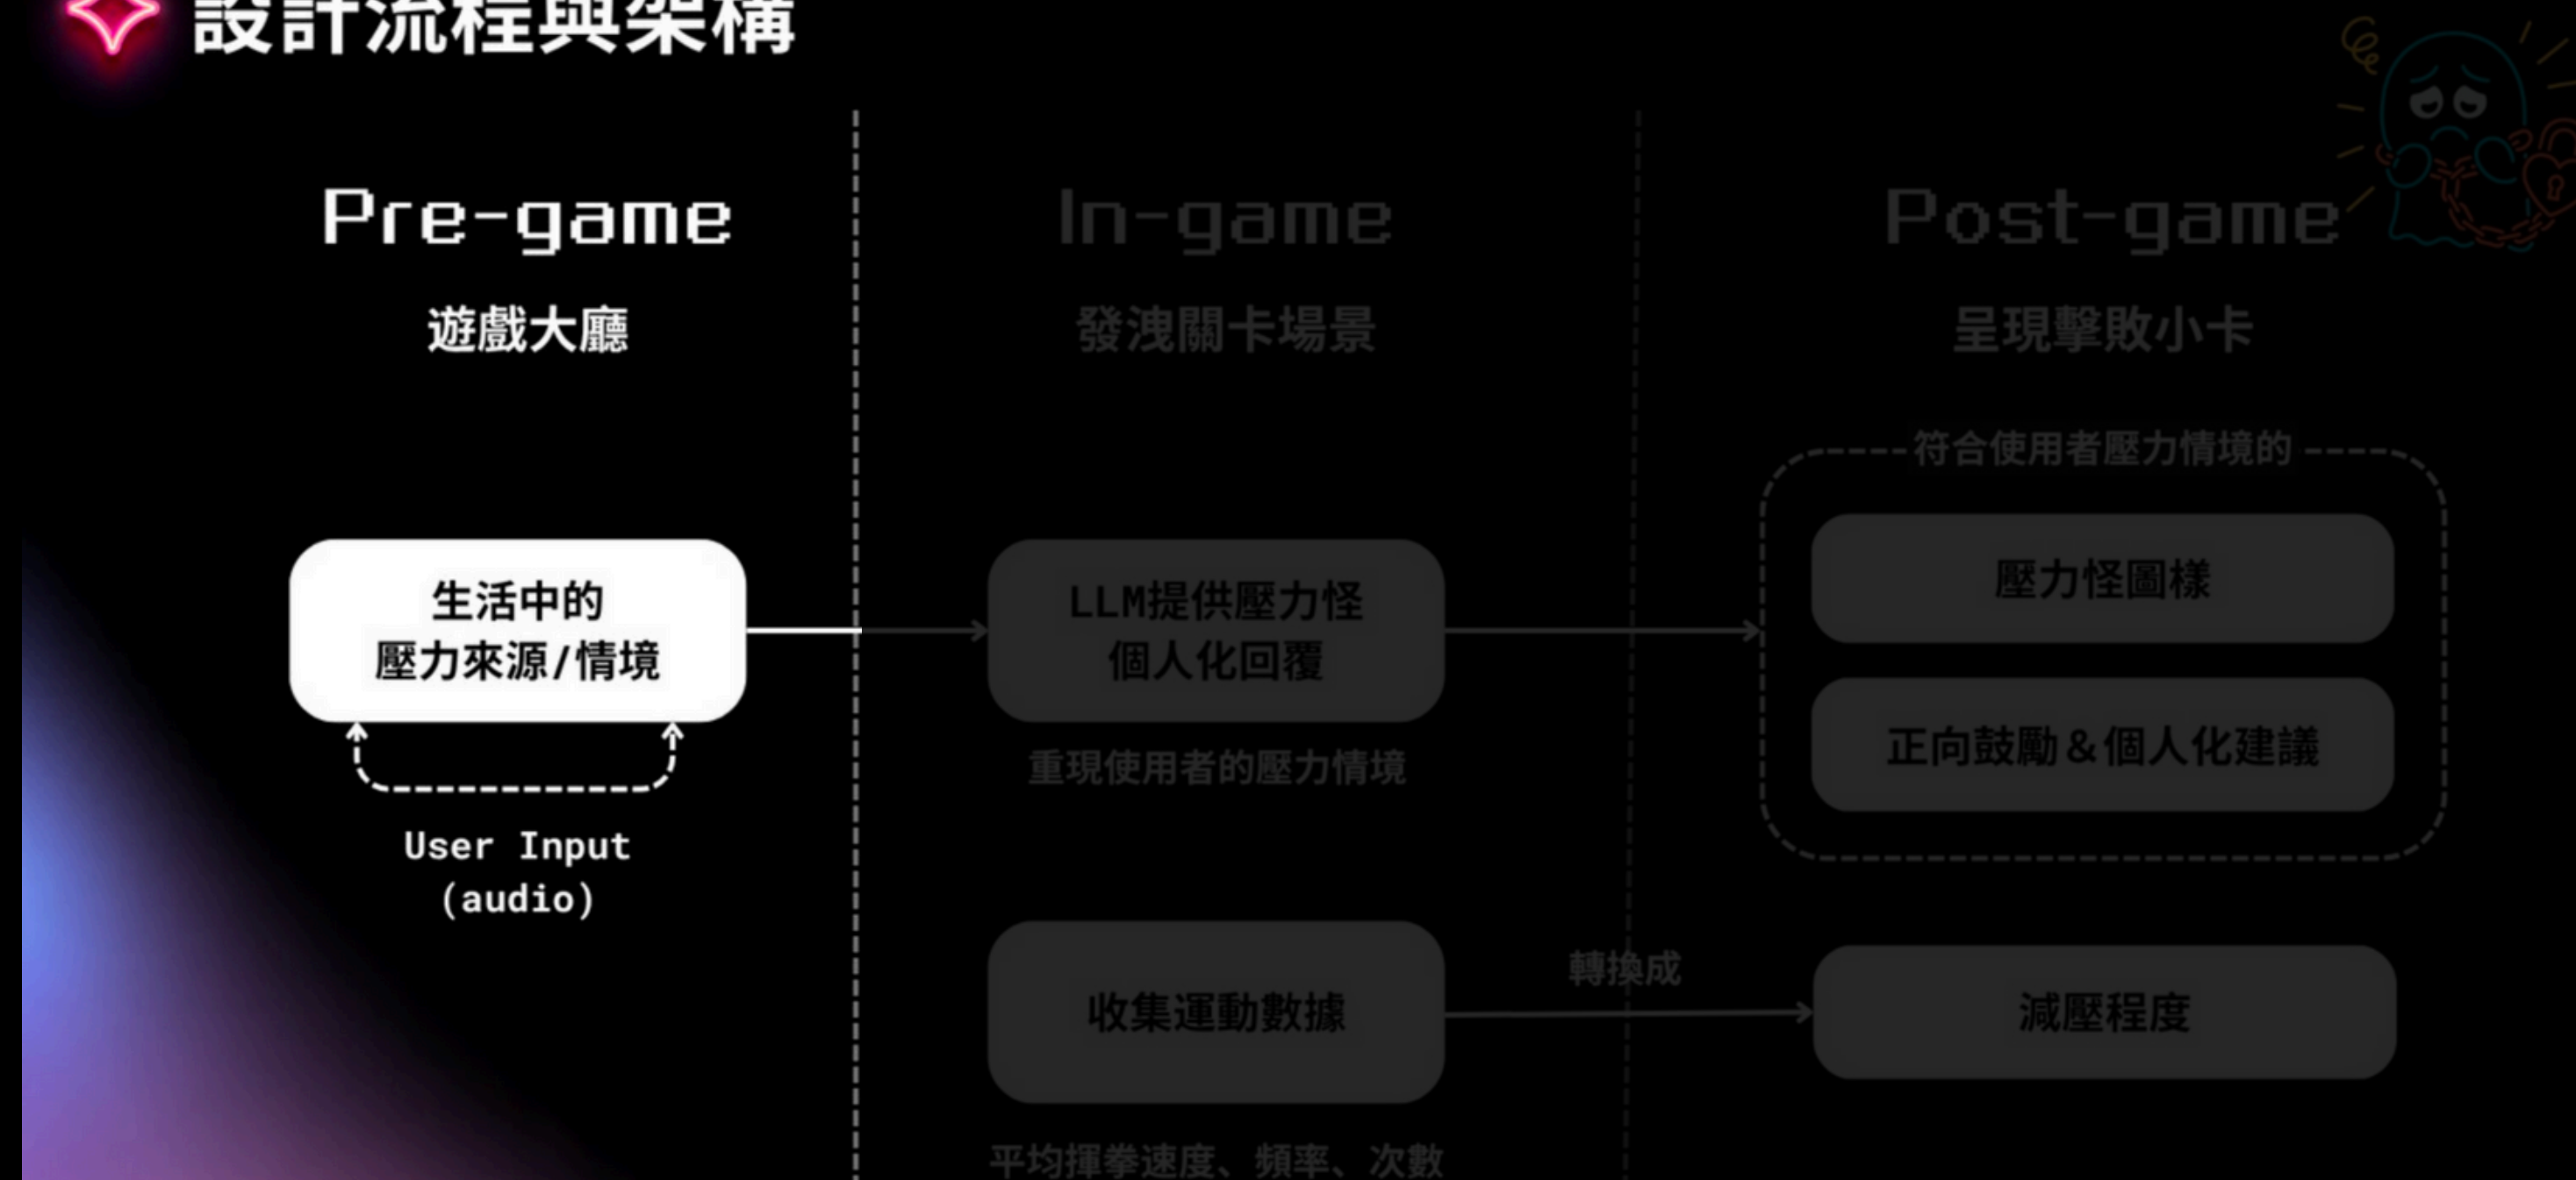 設計流程與架構
Pre-game
遊戲大廳
生活中的
壓力來源/情境
User Input
(audio)
In-game
發洩關卡場景
LLM提供壓力怪
個人化回覆
重現使用者的壓力情境
收集運動數據
平均揮拳速度、頻率、次數
轉換成
Post-game
呈現擊敗小卡
符合使用者壓力情境的
壓力怪圖樣
正向鼓勵&個人化建議
減壓程度